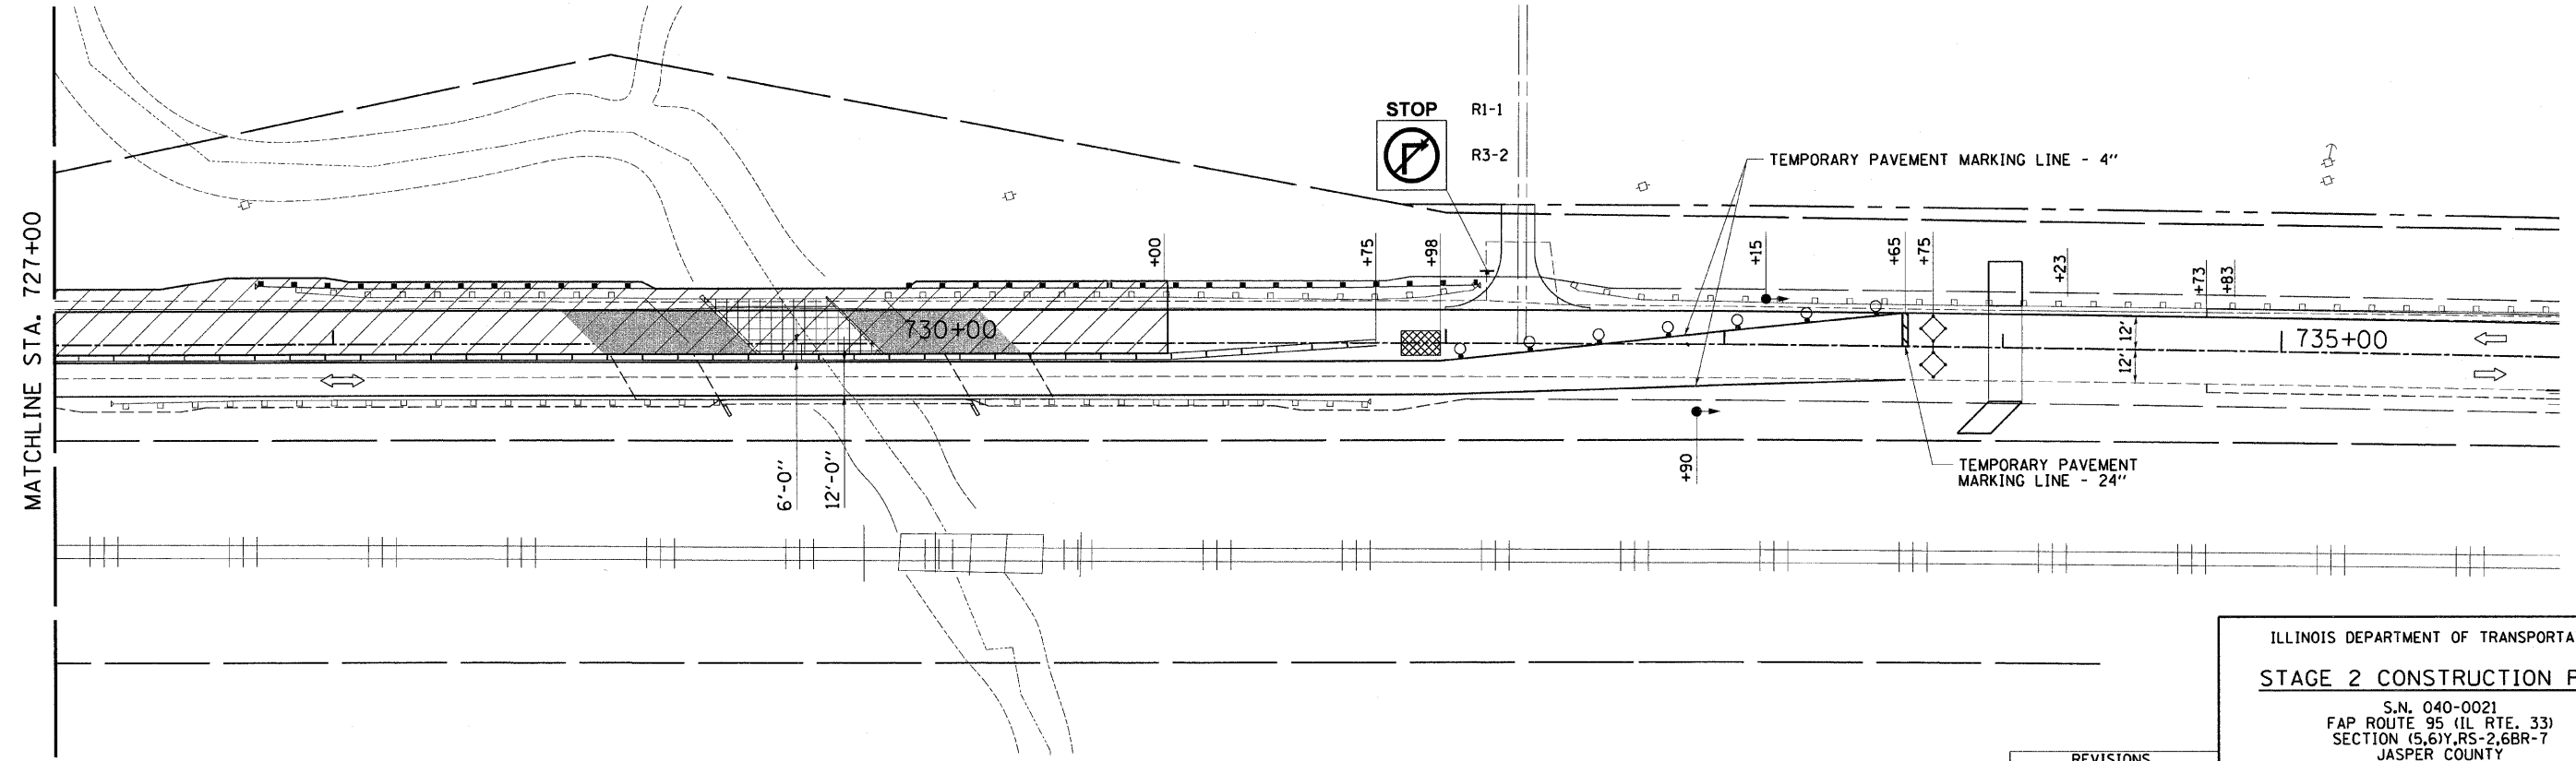 MATCHLINE STA. 727+00
STOP
R1-1
R3-2
TEMPORARY PAVEMENT MARKING LINE - 4"
+00
+75
+98
+15
+65
+75
+23
+73
+83
730+00
735+00
12'
12'
6'-0"
12'-0"
+90
TEMPORARY PAVEMENT
MARKING LINE - 24"
ILLINOIS DEPARTMENT OF TRANSPORTA
STAGE 2 CONSTRUCTION P
S.N. 040-0021
FAP ROUTE 95 (IL RTE. 33)
SECTION (5,6)Y,RS-2,6BR-7
JASPER COUNTY
REVISIONS